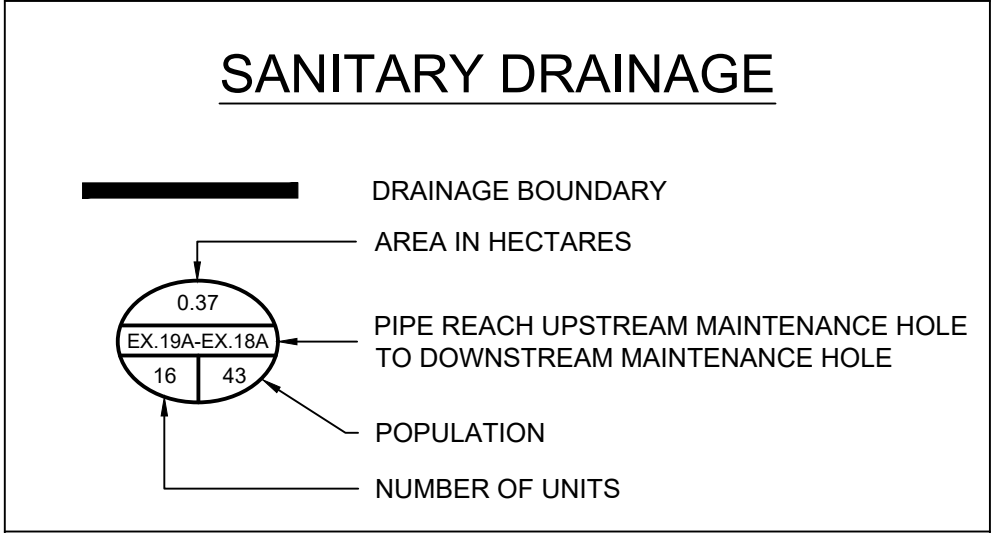 SANITARY DRAINAGE
DRAINAGE BOUNDARY
AREA IN HECTARES
0.37
EX.19A-EX.18A
16 43
PIPE REACH UPSTREAM MAINTENANCE HOLE
TO DOWNSTREAM MAINTENANCE HOLE
POPULATION
NUMBER OF UNITS